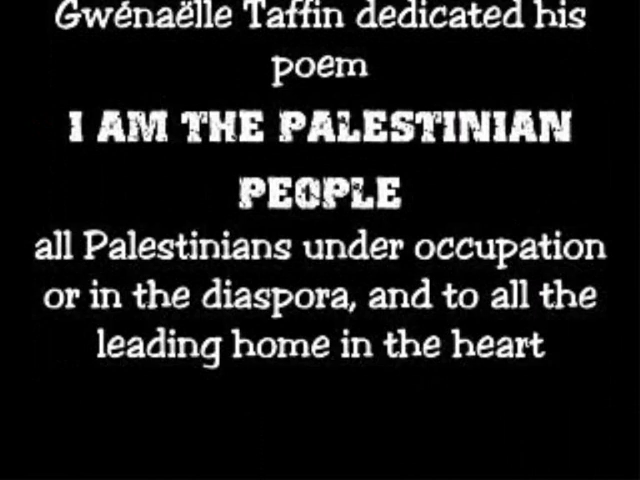 Gwénaëlle Taffin dedicated his
poem
I AM THE PALESTINIAN
PEOPLE
all Palestinians under occupation
or in the diaspora, and to all the
leading home in the heart